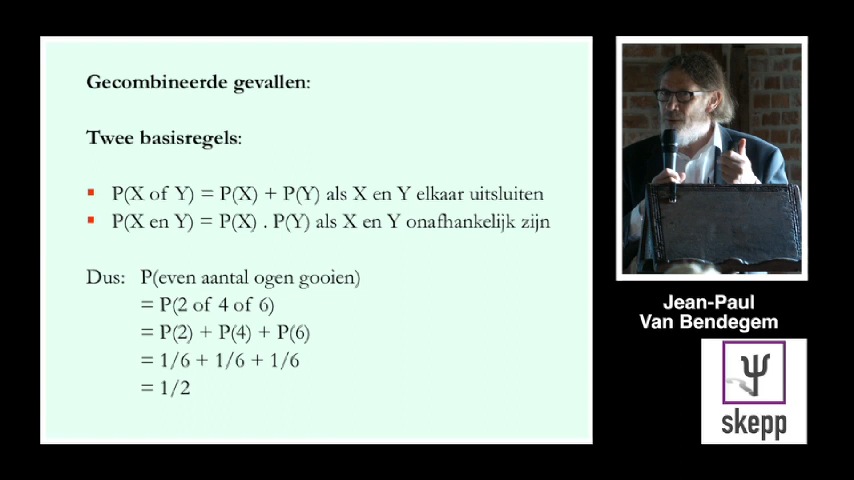 Gecombineerde gevallen:
Twee basisregels:
▪ P(X of Y) = P(X) + P(Y) als X en Y elkaar uitsluiten
▪ P(X en Y) = P(X) . P(Y) als X en Y onafhankelijk zijn
Dus: P(even aantal ogen gooien)
= P(2 of 4 of 6)
= P(2) + P(4) + P(6)
= 1/6 + 1/6 + 1/6
= 1/2
Jean-Paul
Van Bendegem
Ψ
skepp